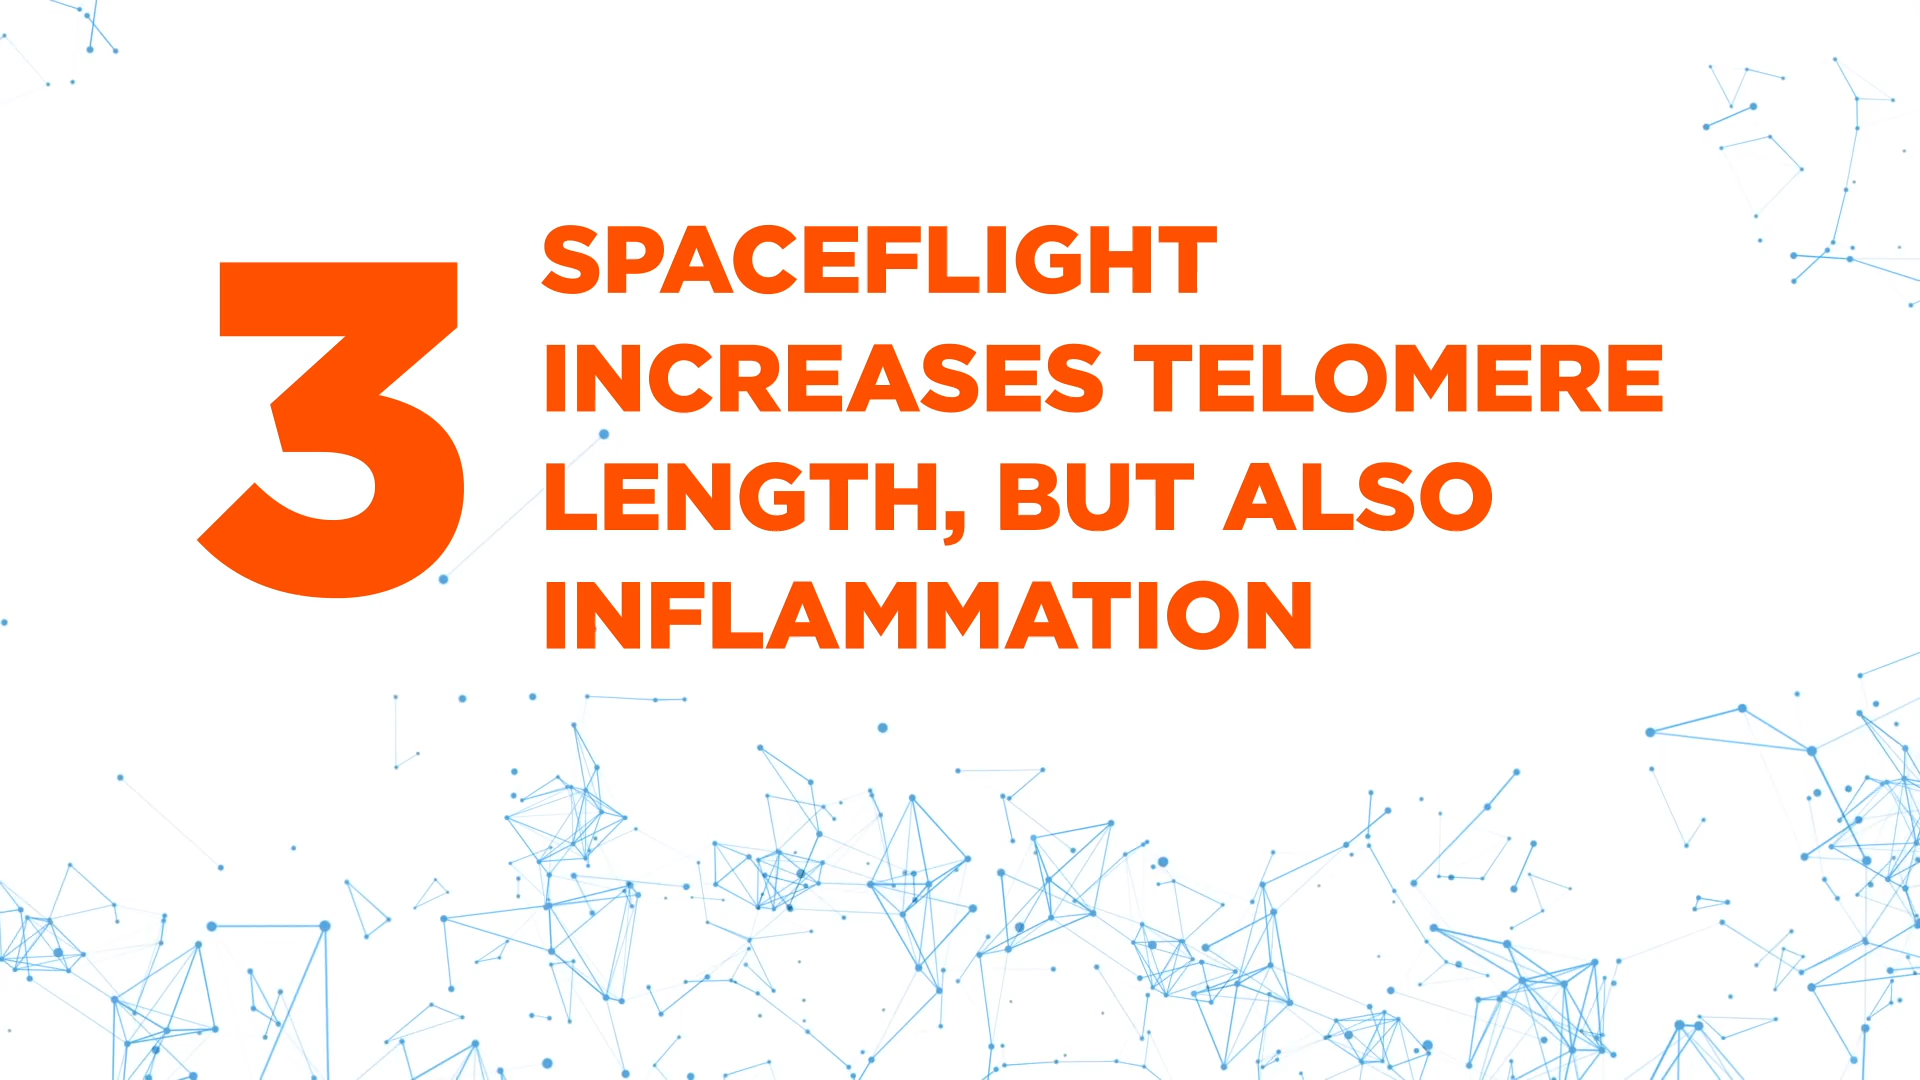 3
SPACEFLIGHT
INCREASES TELOMERE
LENGTH, BUT ALSO
INFLAMMATION